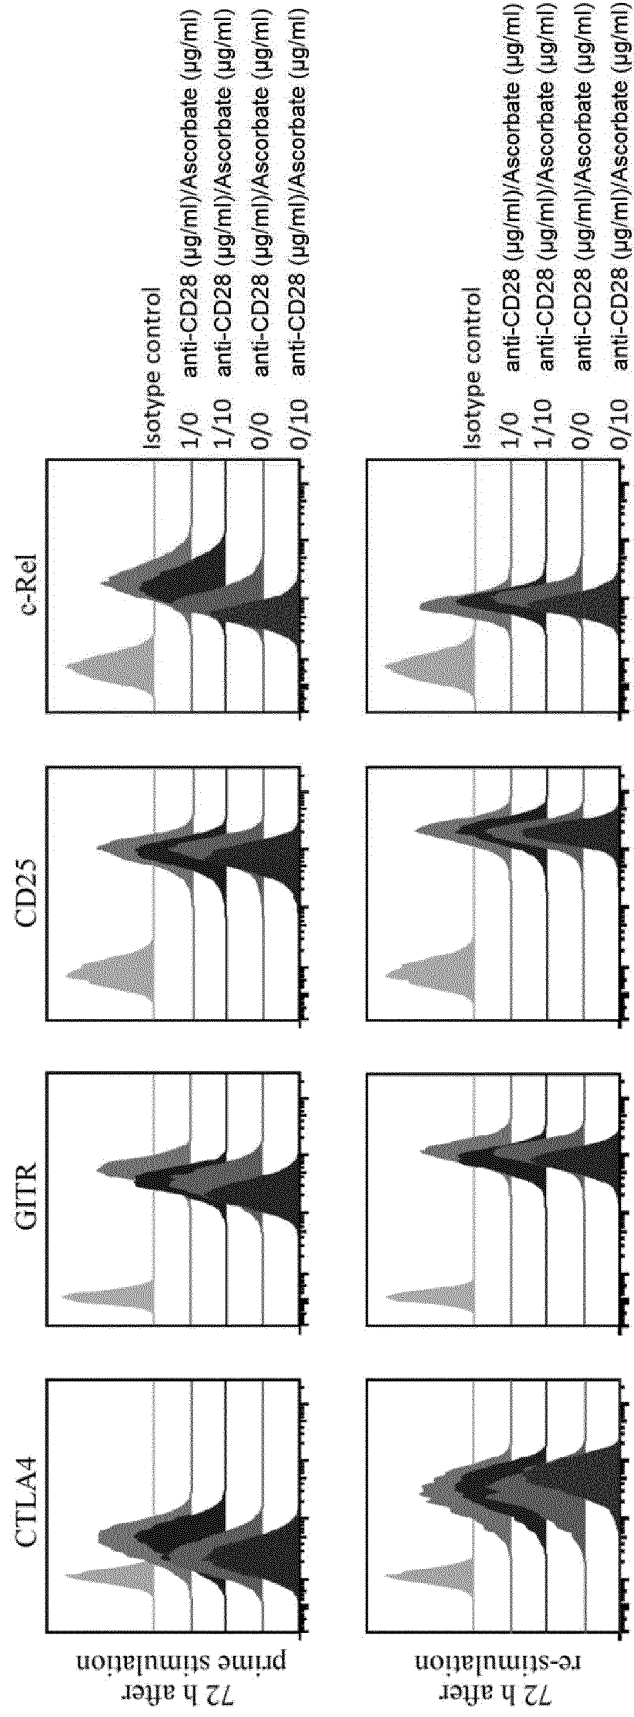 CTLA4
GITR
CD25
c-Rel
72 h after
prime stimulation
Isotype control
1/0 anti-CD28 (µg/ml)/Ascorbate (µg/ml)
1/10 anti-CD28 (µg/ml)/Ascorbate (µg/ml)
0/0 anti-CD28 (µg/ml)/Ascorbate (µg/ml)
0/10 anti-CD28 (µg/ml)/Ascorbate (µg/ml)
72 h after
re-stimulation
Isotype control
1/0 anti-CD28 (µg/ml)/Ascorbate (µg/ml)
1/10 anti-CD28 (µg/ml)/Ascorbate (µg/ml)
0/0 anti-CD28 (µg/ml)/Ascorbate (µg/ml)
0/10 anti-CD28 (µg/ml)/Ascorbate (µg/ml)